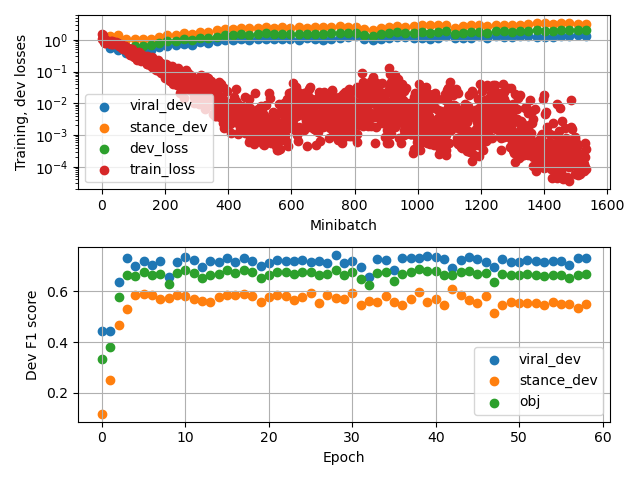 Training, dev losses
10⁰
10⁻¹
10⁻²
10⁻³
10⁻⁴
viral_dev
stance_dev
dev_loss
train_loss
0 200 400 600 800 1000 1200 1400 1600
Minibatch
Dev F1 score
0.6
0.4
0.2
viral_dev
stance_dev
obj
0 10 20 30 40 50 60
Epoch